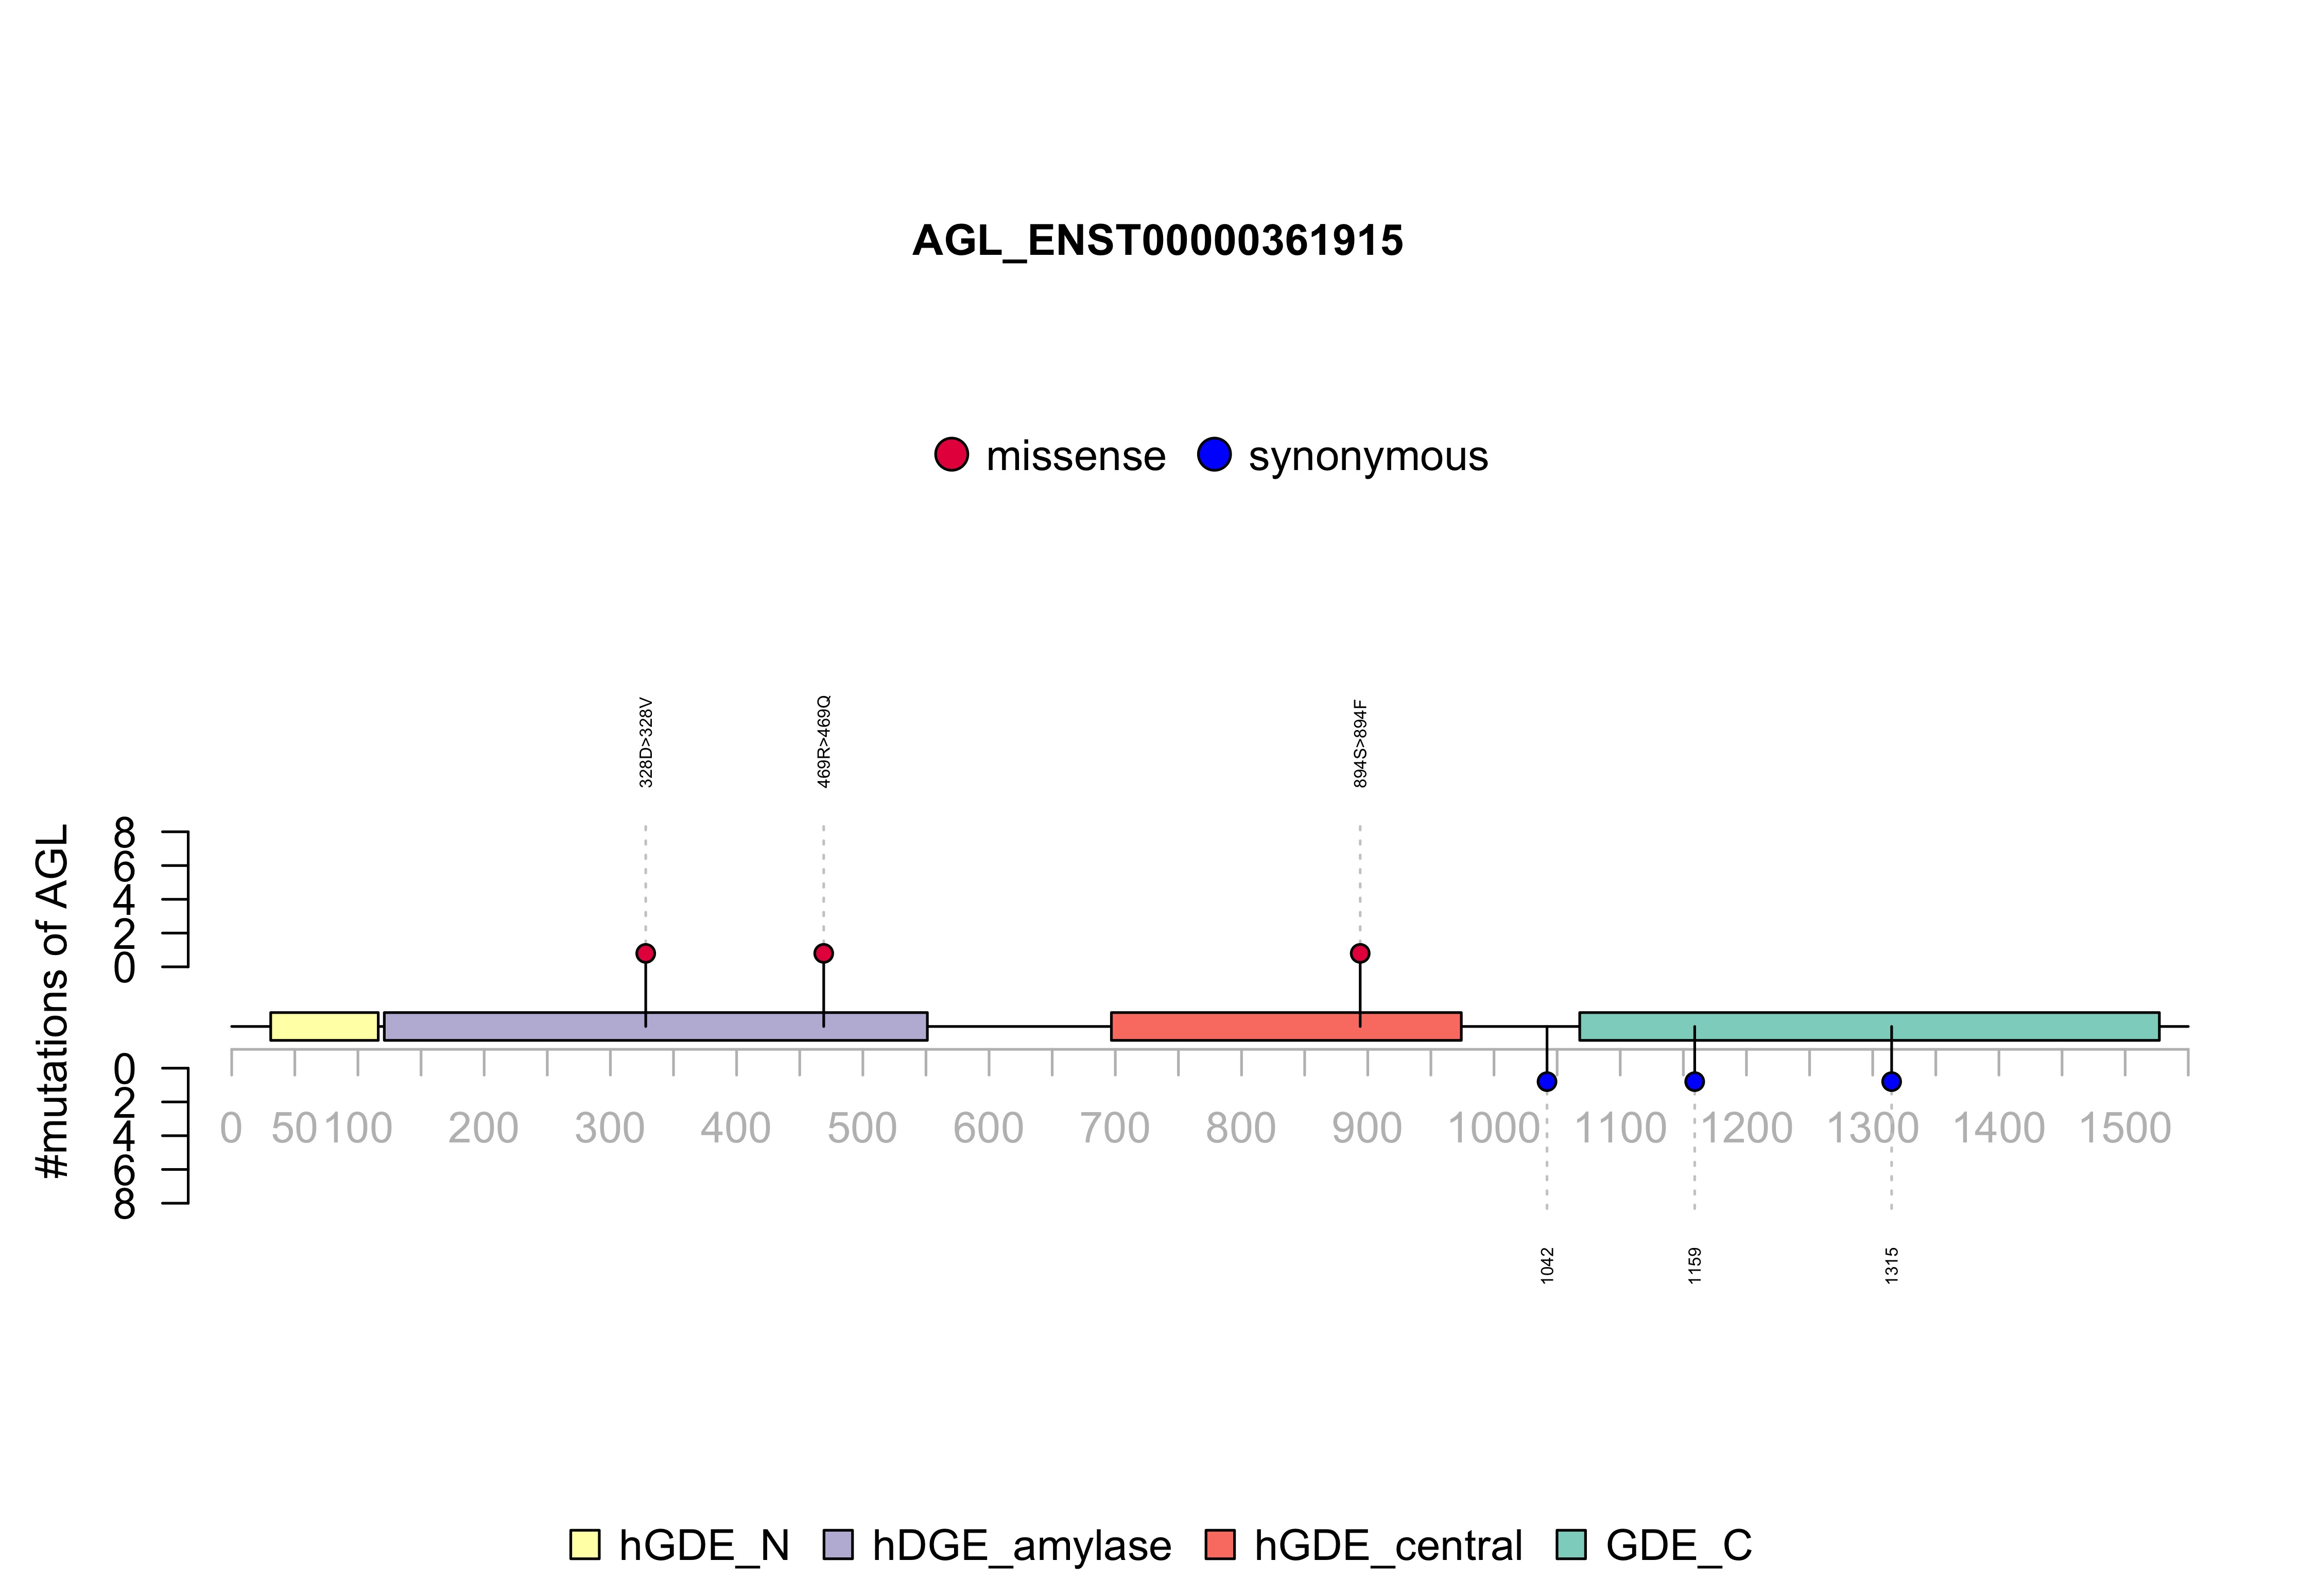 AGL_ENST00000361915
missense synonymous
328D>328V 469R>469Q 894S>894F
#mutations of AGL
8
6
4
2
0
0
2
4
6
8
0 50 100 200 300 400 500 600 700 800 900 1000 1100 1200 1300 1400 1500
1042 1159 1315
hGDE_N hDGE_amylase hGDE_central GDE_C